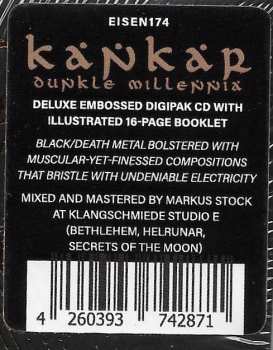 EISEN174
KANKAR
DUNKLE MILLENNIA
DELUXE EMBOSSED DIGIPAK CD WITH
ILLUSTRATED 16-PAGE BOOKLET
BLACK/DEATH METAL BOLSTERED WITH
MUSCULAR-YET-FINESSED COMPOSITIONS
THAT BRISTLE WITH UNDENIABLE ELECTRICITY
MIXED AND MASTERED BY MARKUS STOCK
AT KLANGSCHMIEDE STUDIO E
(BETHLEHEM, HELRUNAR,
SECRETS OF THE MOON)
4 260393 742871